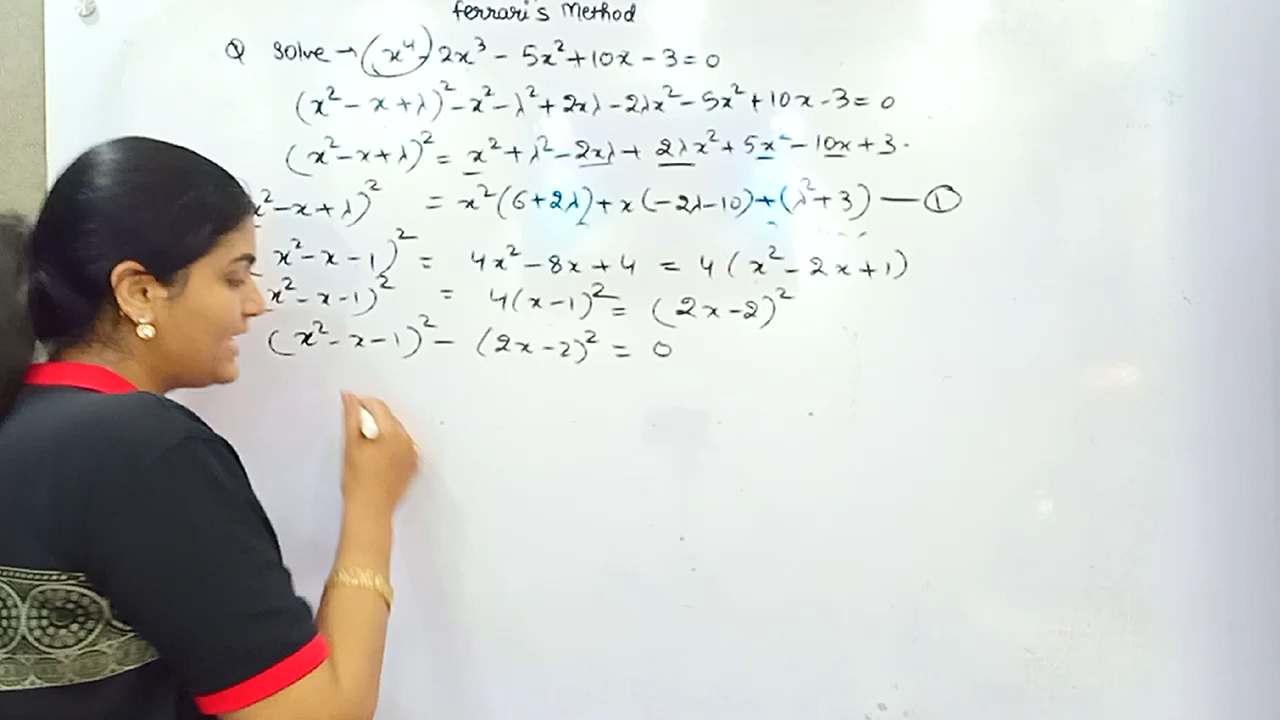 Ferrari's Method
Q Solve → (x⁴) - 2x³ - 5x² + 10x - 3 = 0
(x² - x + λ)² - x² - λ² + 2xλ - 2λx² - 5x² + 10x - 3 = 0
(x² - x + λ)² = x² + λ² - 2xλ + 2λx² + 5x² - 10x + 3.
x² - x + λ)² = x²(6+2λ) + x(-2λ-10) + (λ²+3) — ①
x² - x - 1)² = 4x² - 8x + 4 = 4(x² - 2x + 1)
x² - x - 1)² = 4(x-1)² = (2x-2)²
(x² - x - 1)² - (2x-2)² = 0